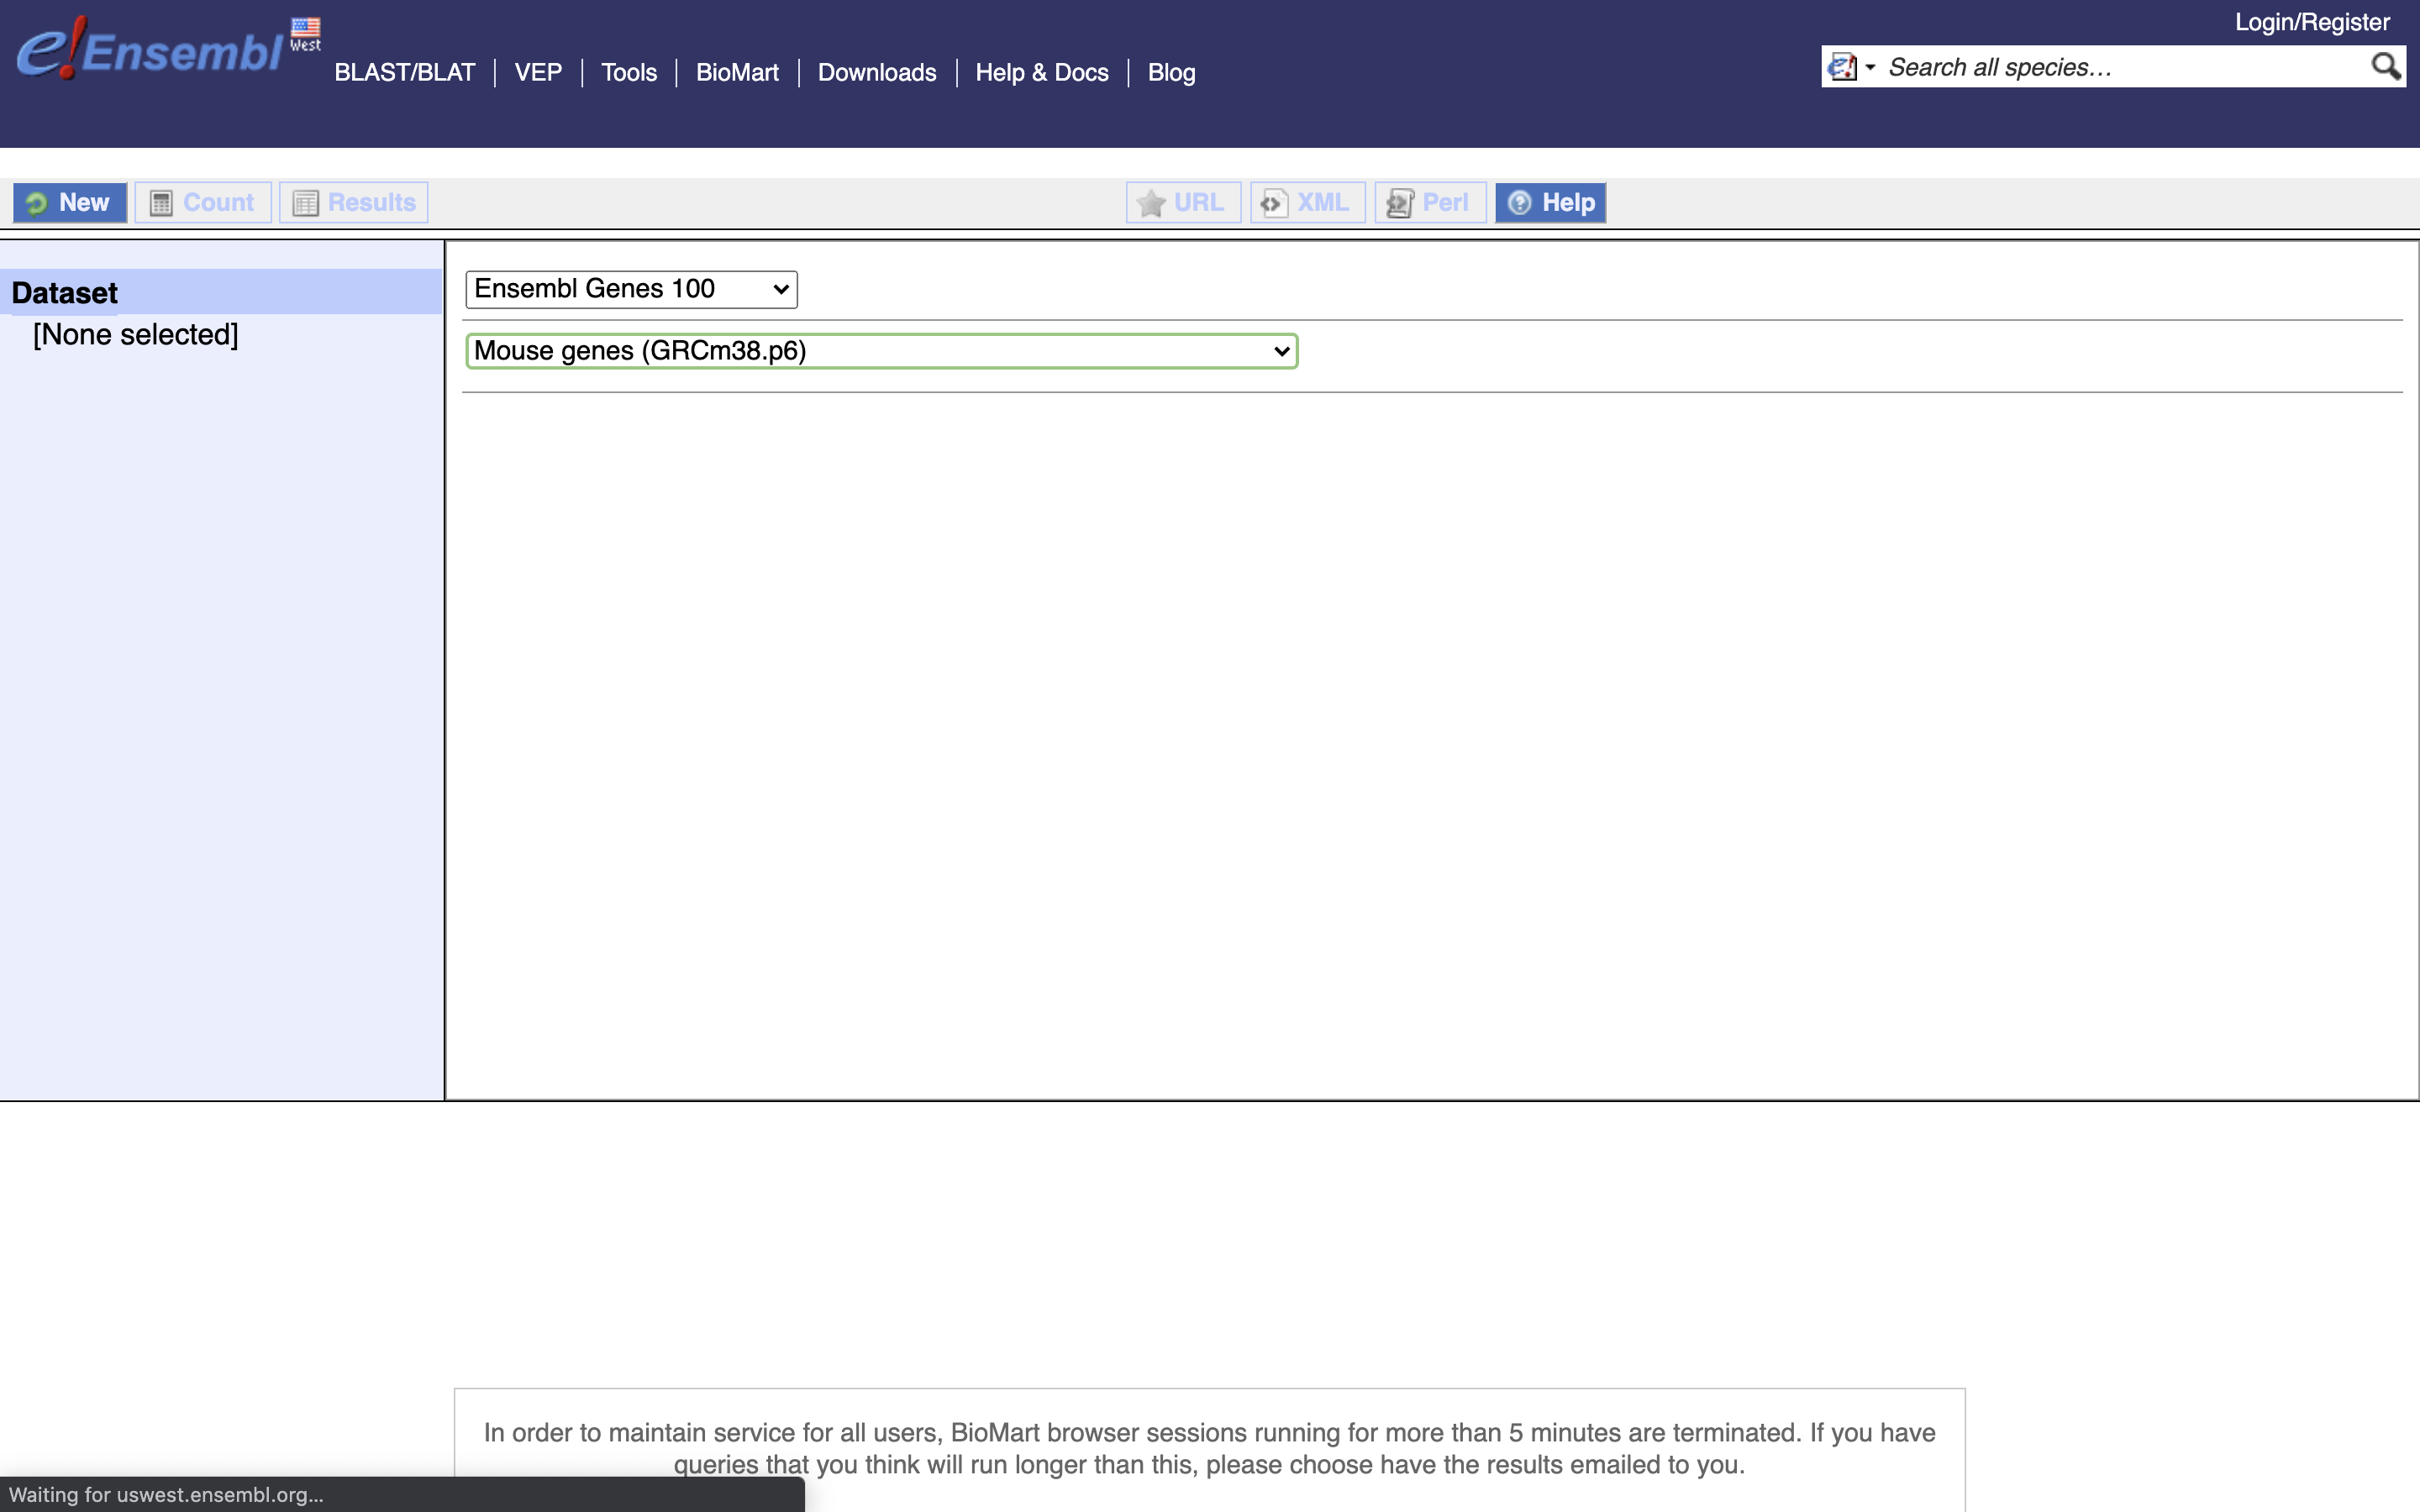 e!Ensembl West
Login/Register
BLAST/BLAT | VEP | Tools | BioMart | Downloads | Help & Docs | Blog
e! Search all species…
New Count Results URL XML Perl Help
Dataset
[None selected]
Ensembl Genes 100
Mouse genes (GRCm38.p6)
In order to maintain service for all users, BioMart browser sessions running for more than 5 minutes are terminated. If you have
queries that you think will run longer than this, please choose have the results emailed to you.
Waiting for uswest.ensembl.org...